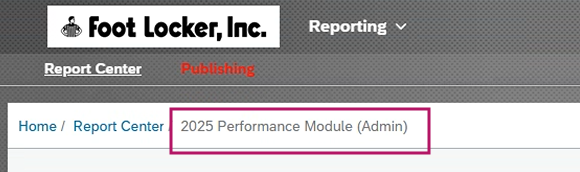 Foot Locker, Inc. Reporting
Report Center Publishing
Home / Report Center / 2025 Performance Module (Admin)